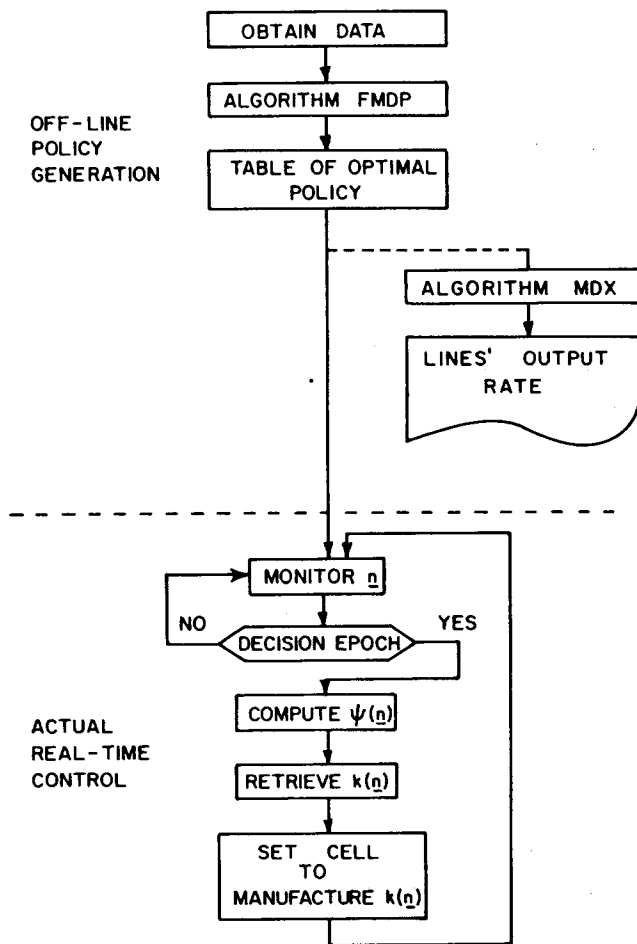 OBTAIN DATA
ALGORITHM FMDP
OFF-LINE
POLICY
GENERATION
TABLE OF OPTIMAL
POLICY
ALGORITHM MDX
LINES' OUTPUT
RATE
MONITOR n
NO
DECISION EPOCH
YES
COMPUTE ψ(n)
ACTUAL
REAL-TIME
CONTROL
RETRIEVE k(n)
SET CELL
TO
MANUFACTURE k(n)